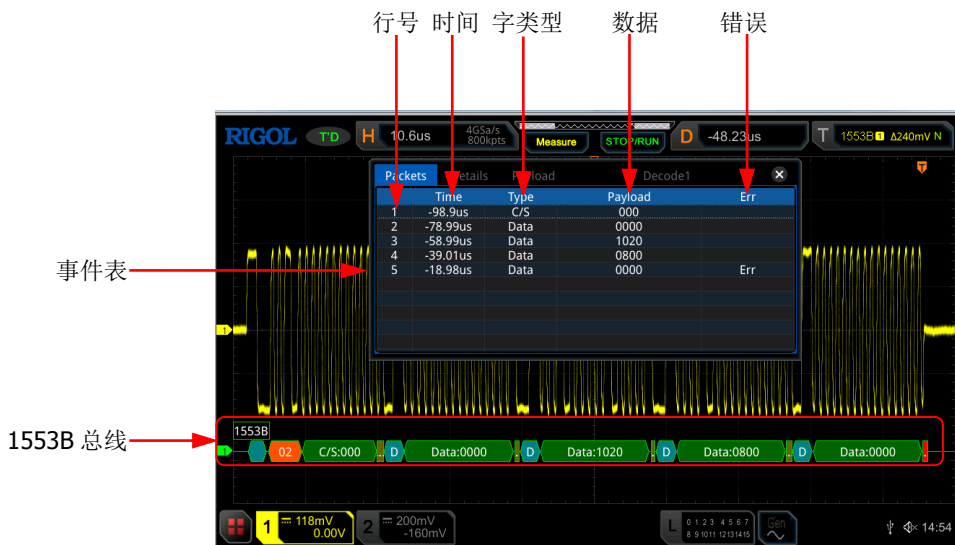 行号 时间 字类型 数据 错误
RIGOL T'D H 10.6us 4GSa/s 800kpts Measure STOP/RUN D -48.23us T 1553B 1 Δ240mV N
Packets Decode1
Time Type Payload Err
1 -98.9us C/S 000
2 -78.99us Data 0000
3 -58.99us Data 1020
4 -39.01us Data 0800
5 -18.98us Data 0000 Err
事件表
1
1553B 总线
1553B
1 02 C/S:000 D Data:0000 D Data:1020 D Data:0800 D Data:0000
1 118mV 0.00V 2 200mV -160mV L 0 1 2 3 4 5 6 7 8 9 10 11 12 13 14 15 Gen 14:54